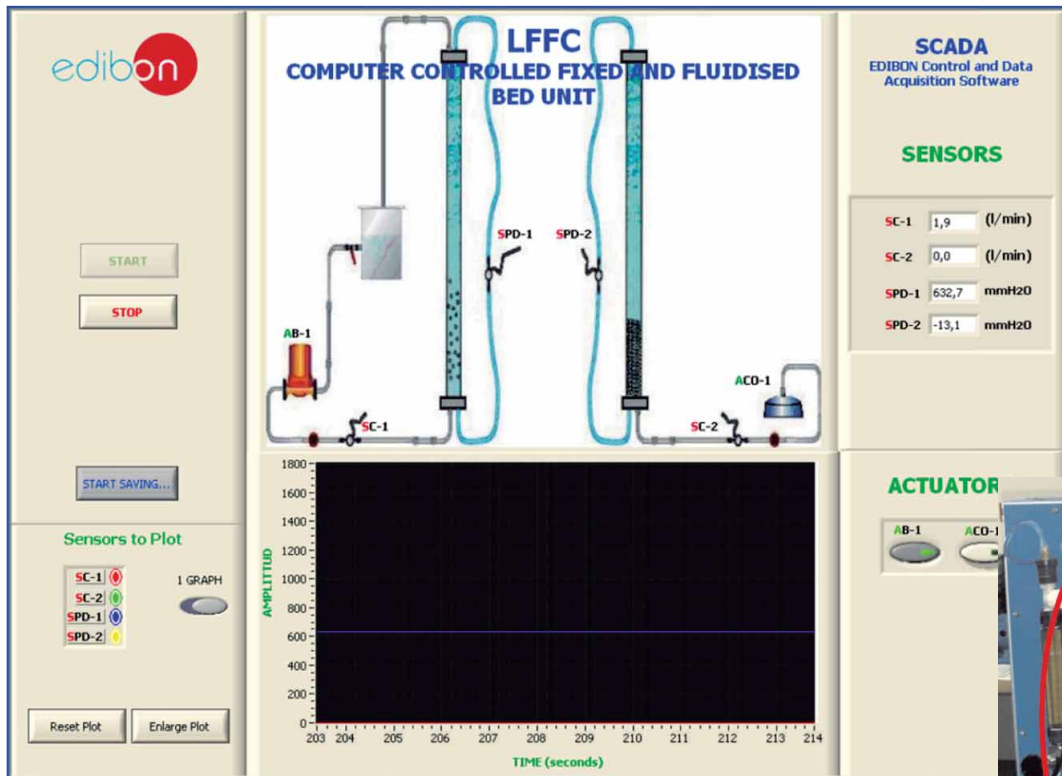 edibon
START
STOP
START SAVING...
Sensors to Plot
SC-1
SC-2
SPD-1
SPD-2
1 GRAPH
Reset Plot
Enlarge Plot
LFFC
COMPUTER CONTROLLED FIXED AND FLUIDISED
BED UNIT
SPD-1
SPD-2
AB-1
ACO-1
SC-1
SC-2
AMPLITTUD
1800
1600
1400
1200
1000
800
600
400
200
0
203 204 205 206 207 208 209 210 211 212 213 214
TIME (seconds)
SCADA
EDIBON Control and Data
Acquisition Software
SENSORS
SC-1 1,9 (l/min)
SC-2 0,0 (l/min)
SPD-1 632,7 mmH2O
SPD-2 -13,1 mmH2O
ACTUATOR
AB-1 ACO-1